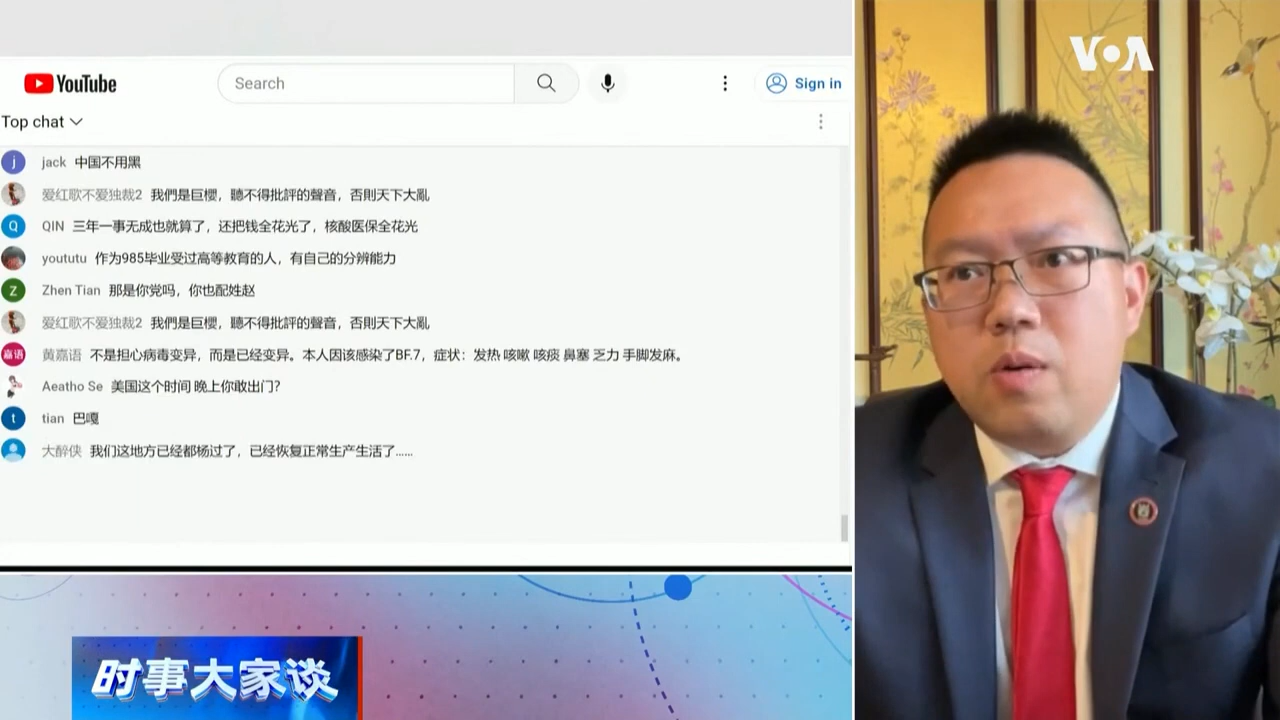 VOA
YouTube
Search
Sign in
Top chat
j jack 中国不用黑
爱红歌不爱独裁2 我們是巨樱，聽不得批評的聲音，否則天下大亂
Q QIN 三年一事无成也就算了，还把钱全花光了，核酸医保全花光
yoututu 作为985毕业受过高等教育的人，有自己的分辨能力
Z Zhen Tian 那是你党吗，你也配姓赵
爱红歌不爱独裁2 我們是巨樱，聽不得批評的聲音，否則天下大亂
嘉语 黄嘉语 不是担心病毒变异，而是已经变异。本人因该感染了BF.7，症状：发热 咳嗽 咳痰 鼻塞 乏力 手脚发麻。
Aeatho Se 美国这个时间 晚上你敢出门？
t tian 巴嘎
大醉侠 我们这地方已经都杨过了，已经恢复正常生产生活了......
时事大家谈